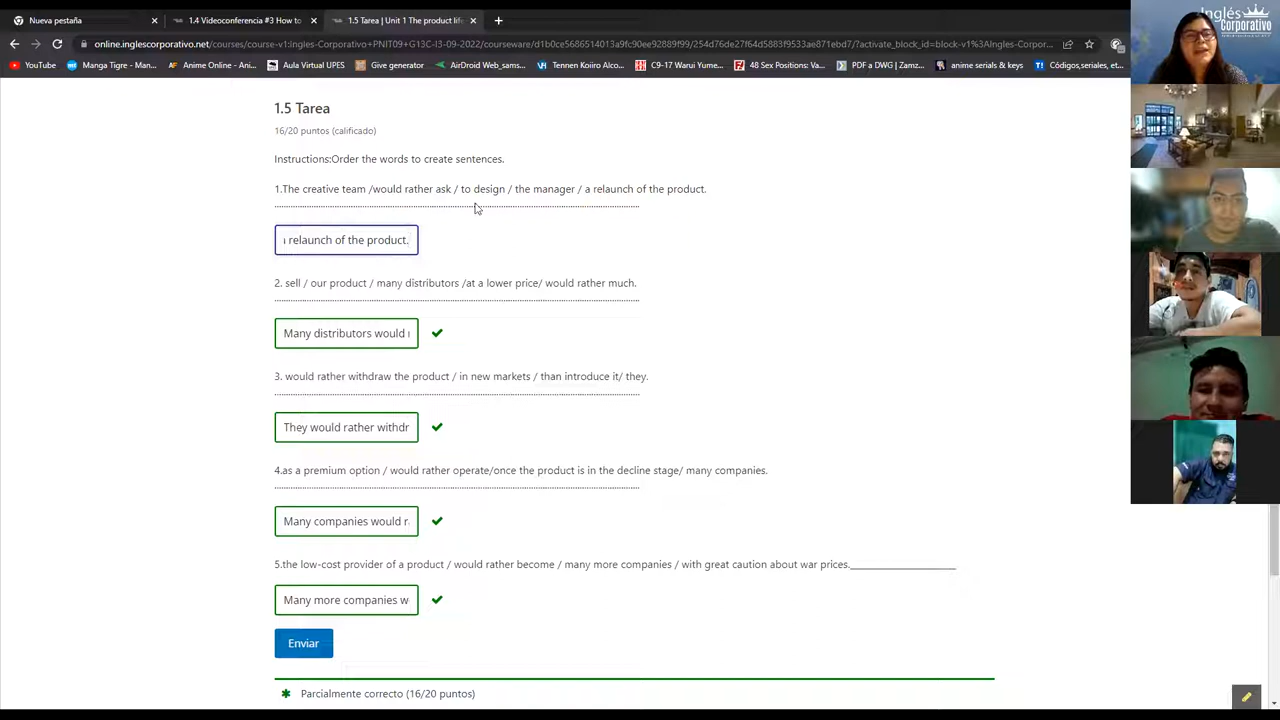 Nueva pestaña
1.4 Videoconferencia #3 How to
1.5 Tarea | Unit 1 The product life
online.inglescorporativo.net/courses/course-v1:Ingles-Corporativo+PNIT09+G13C-I3-09-2022/courseware/d1b0ce5686514013a9fc90ee92889f99/254d76de27f64d5883f9533ae871ebd7/?activate_block_id=block-v1%3AIngles-Corpor...
YouTube
Manga Tigre - Man...
Anime Online - Ani...
Aula Virtual UPES
Give generator
AirDroid Web_sams...
Tennen Koiiro Alco...
C9-17 Warui Yume...
48 Sex Positions: Va...
PDF a DWG | Zamz...
anime serials & keys
Códigos,seriales, et...
Inglés
1.5 Tarea
16/20 puntos (calificado)
Instructions:Order the words to create sentences.
1.The creative team /would rather ask / to design / the manager / a relaunch of the product.
relaunch of the product.
2. sell / our product / many distributors /at a lower price/ would rather much.
Many distributors would
3. would rather withdraw the product / in new markets / than introduce it/ they.
They would rather withdr
4.as a premium option / would rather operate/once the product is in the decline stage/ many companies.
Many companies would r
5.the low-cost provider of a product / would rather become / many more companies / with great caution about war prices.____________________
Many more companies w
Enviar
Parcialmente correcto (16/20 puntos)